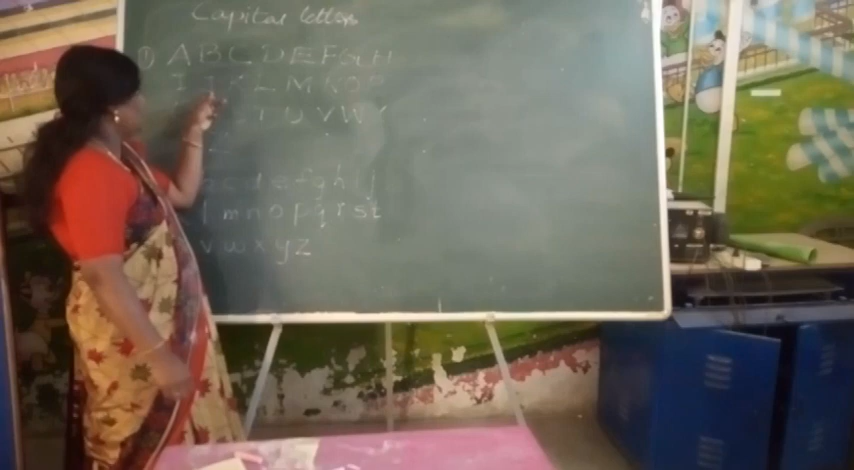 Capital letters
① A B C D E F G H
I J K L M N O P
T U V W X
Z
a c d e f g h i j
l m n o p q r s t
v w x y z